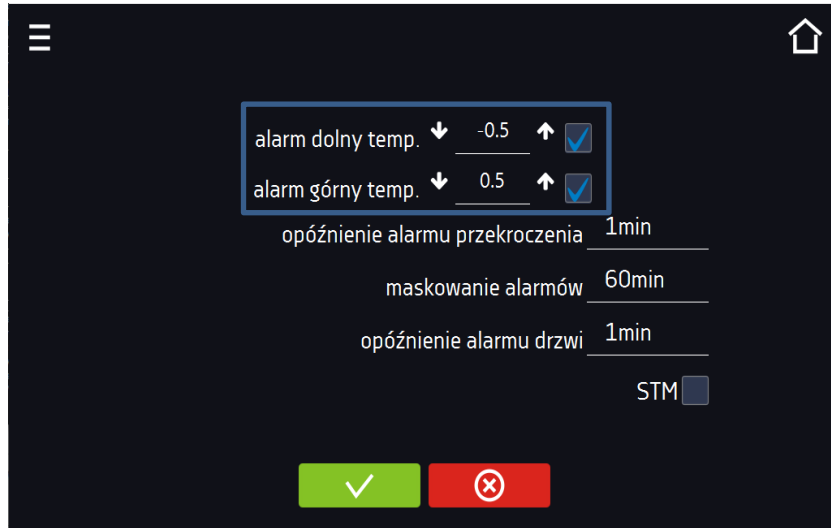 alarm dolny temp. -0.5
alarm górny temp. 0.5
opóźnienie alarmu przekroczenia 1min
maskowanie alarmów 60min
opóźnienie alarmu drzwi 1min
STM